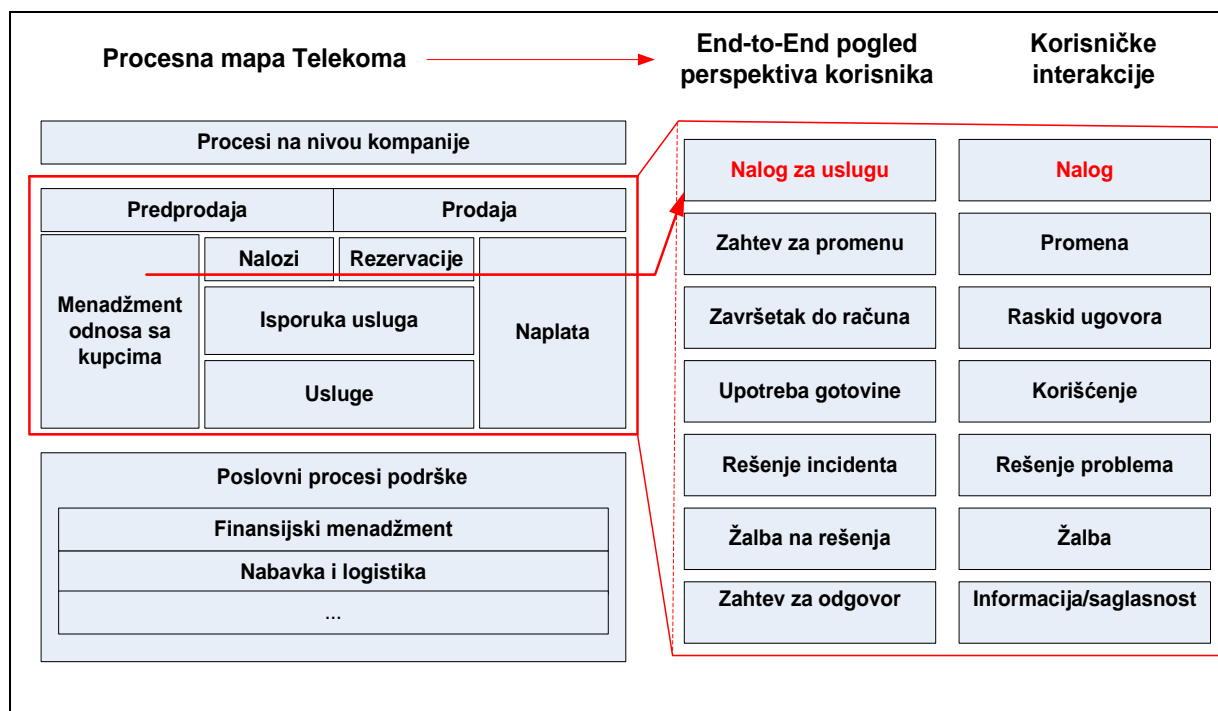 Procesna mapa Telekoma
End-to-End pogled
perspektiva korisnika
Korisničke
interakcije
Procesi na nivou kompanije
Predprodaja
Prodaja
Menadžment
odnosa sa
kupcima
Nalozi
Rezervacije
Isporuka usluga
Usluge
Naplata
Poslovni procesi podrške
Finansijski menadžment
Nabavka i logistika
...
Nalog za uslugu
Nalog
Zahtev za promenu
Promena
Završetak do računa
Raskid ugovora
Upotreba gotovine
Korišćenje
Rešenje incidenta
Rešenje problema
Žalba na rešenja
Žalba
Zahtev za odgovor
Informacija/saglasnost